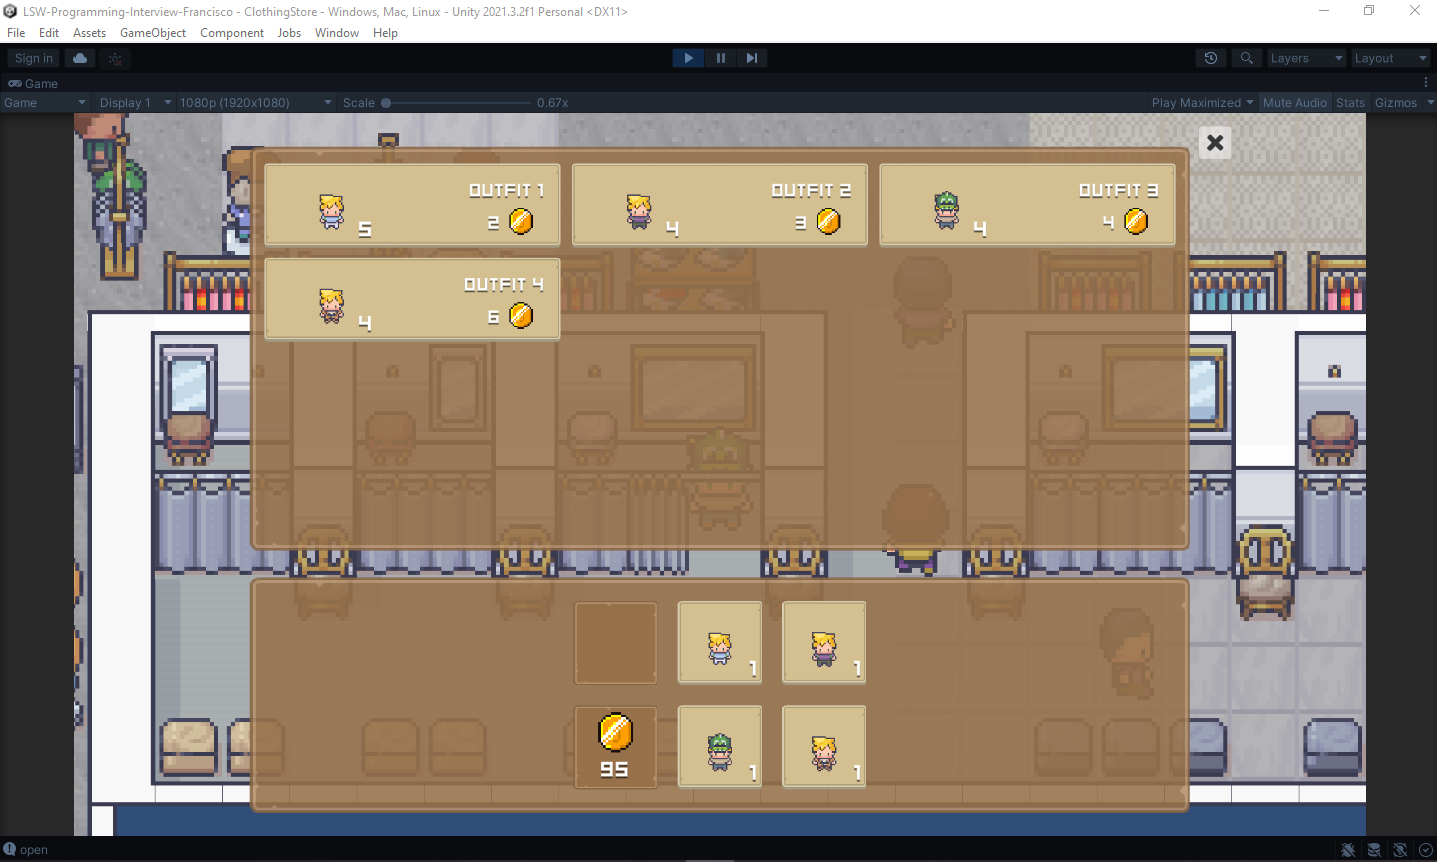 LSW-Programming-Interview-Francisco - ClothingStore - Windows, Mac, Linux - Unity 2021.3.2f1 Personal <DX11>
File Edit Assets GameObject Component Jobs Window Help
Sign in Layers Layout
Game
Game Display 1 1080p (1920x1080) Scale 0.67x Play Maximized Mute Audio Stats Gizmos
OUTFIT 1
5 2
OUTFIT 2
4 3
OUTFIT 3
4 4
OUTFIT 4
4 6
1 1
95 1 1
open